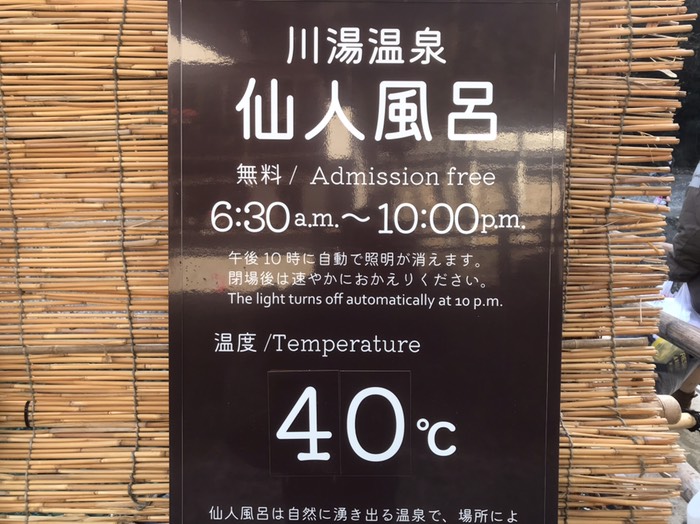 川湯温泉
仙人風呂
無料 / Admission free
6:30 a.m.～10:00 p.m.
午後10時に自動で照明が消えます。
閉場後は速やかにおかえりください。
The light turns off automatically at 10 p.m.
温度 /Temperature
40℃
仙人風呂は自然に湧き出る温泉で、場所によ